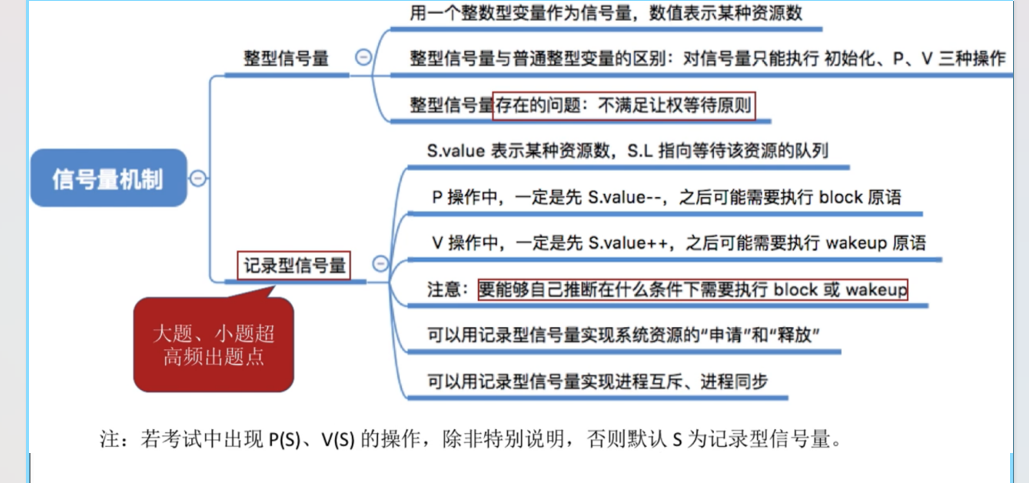 用一个整数型变量作为信号量，数值表示某种资源数
整型信号量
整型信号量与普通整型变量的区别：对信号量只能执行 初始化、P、V 三种操作
整型信号量存在的问题：不满足让权等待原则
信号量机制
S.value 表示某种资源数，S.L 指向等待该资源的队列
P 操作中，一定是先 S.value--，之后可能需要执行 block 原语
V 操作中，一定是先 S.value++，之后可能需要执行 wakeup 原语
记录型信号量
注意：要能够自己推断在什么条件下需要执行 block 或 wakeup
可以用记录型信号量实现系统资源的“申请”和“释放”
可以用记录型信号量实现进程互斥、进程同步
大题、小题超
高频出题点
注：若考试中出现 P(S)、V(S) 的操作，除非特别说明，否则默认 S 为记录型信号量。